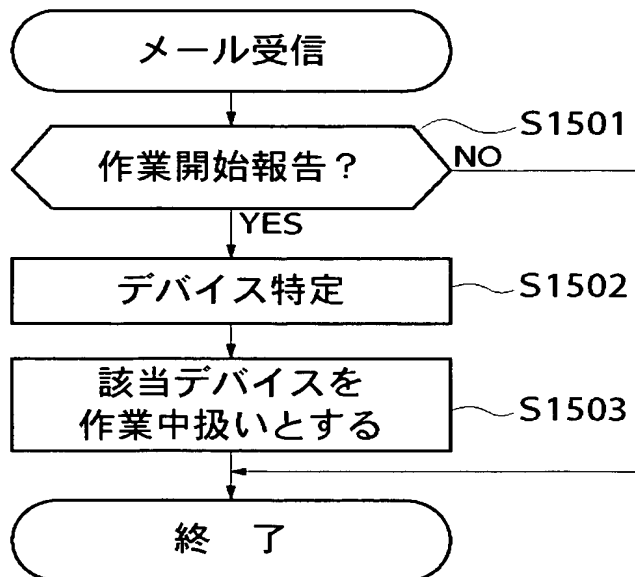 メール受信
S1501
作業開始報告？
NO
YES
デバイス特定
S1502
該当デバイスを
作業中扱いとする
S1503
終　了